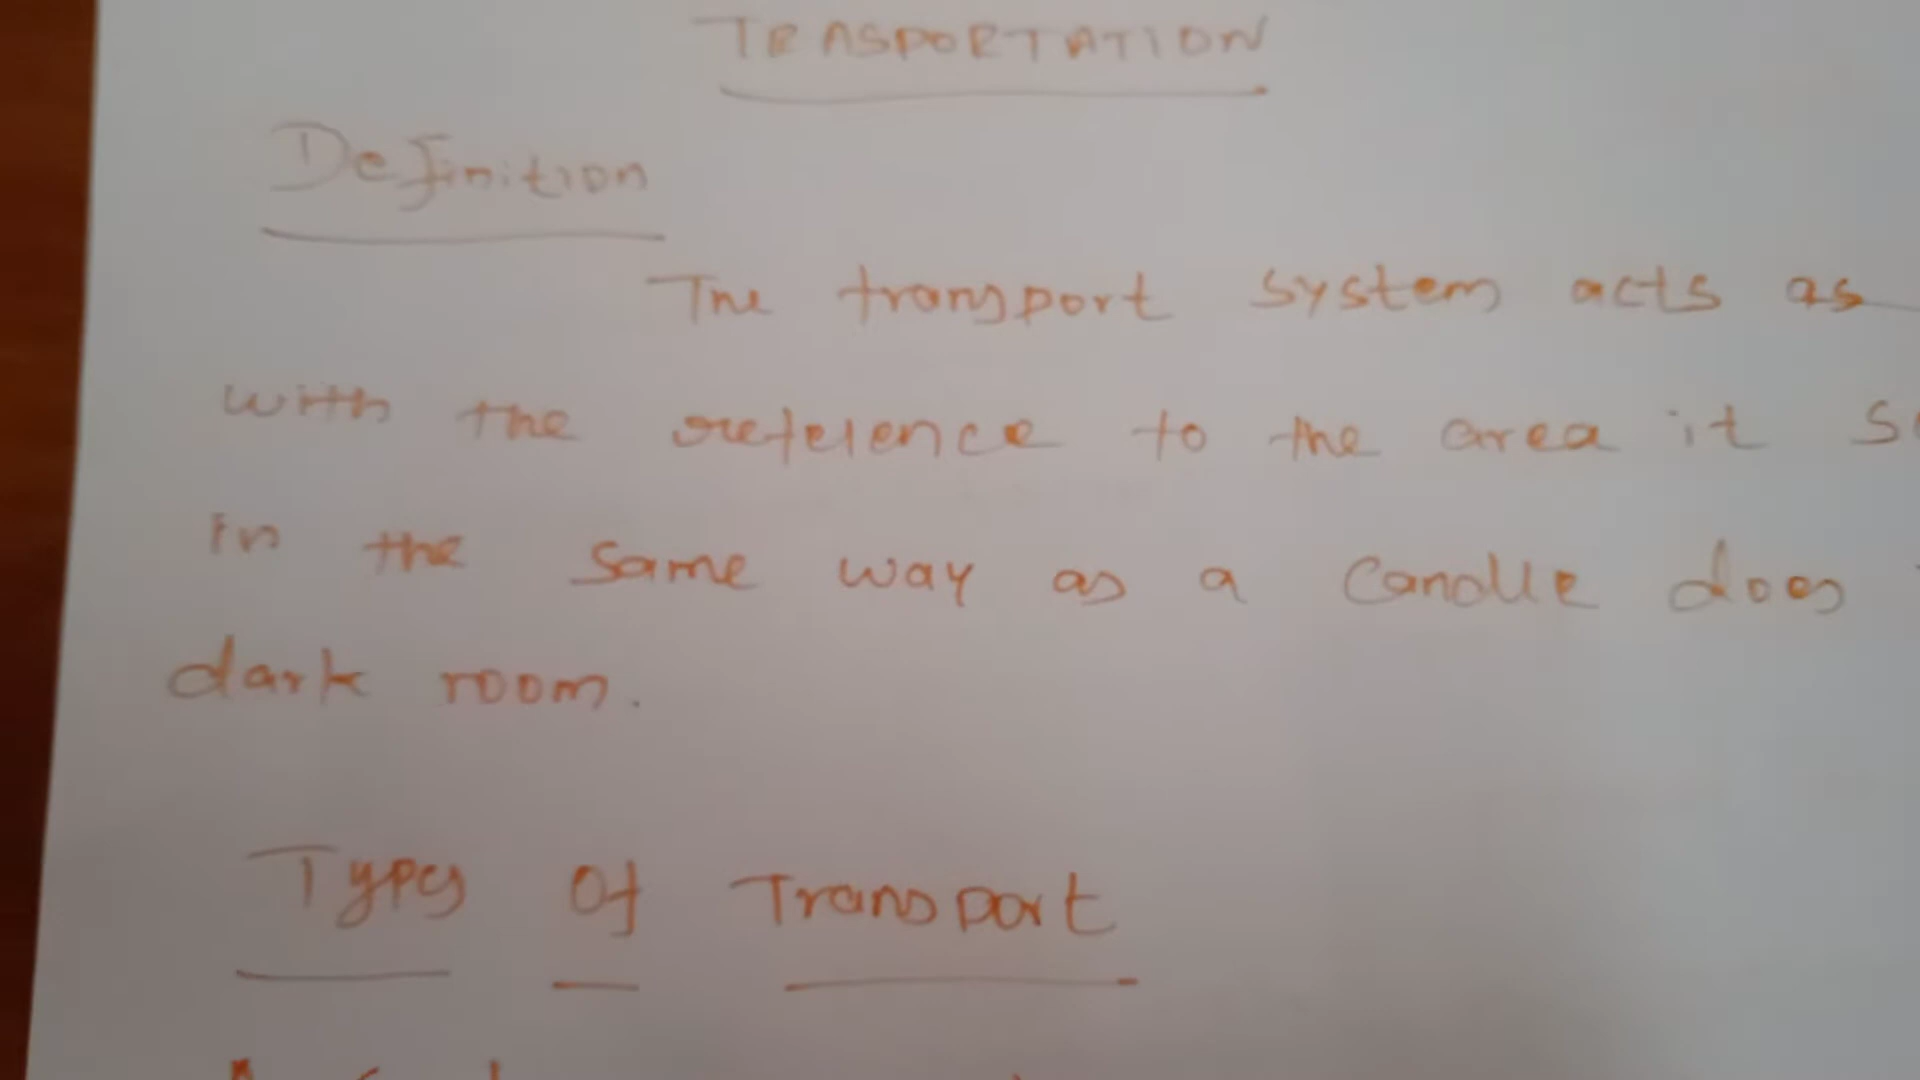 TRASPORTATION
Definition
The transport system acts as
with the reference to the area it
in the same way as a candle does
dark room.
Types Of Transport